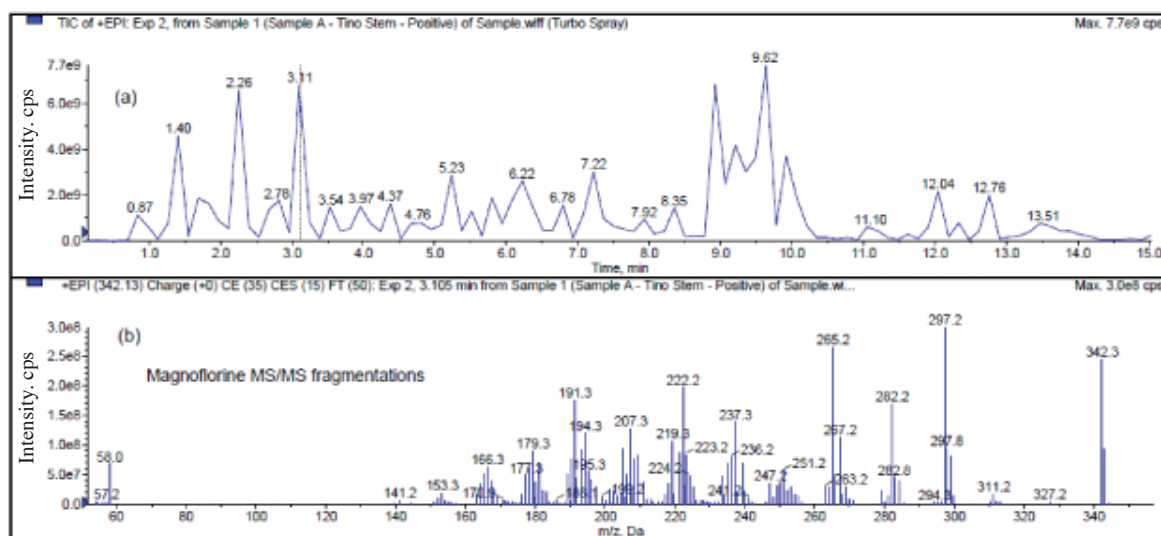 TIC of +EPI: Exp 2, from Sample 1 (Sample A - Tino Stem - Positive) of Sample.wiff (Turbo Spray) Max. 7.7e9 cps
Intensity. cps
(a)
7.7e9
6.0e9
4.0e9
2.0e9
0.0
0.87 1.40 2.26 2.78 3.11 3.54 3.97 4.37 4.76 5.23 6.22 6.78 7.22 7.92 8.35 9.62 11.10 12.04 12.76 13.51
1.0 2.0 3.0 4.0 5.0 6.0 7.0 8.0 9.0 10.0 11.0 12.0 13.0 14.0 15.0
Time, min
+EPI (342.13) Charge (+0) CE (35) CES (15) FT (50): Exp 2, 3.105 min from Sample 1 (Sample A - Tino Stem - Positive) of Sample.wi... Max. 3.0e8 cps
Intensity. cps
(b)
Magnoflorine MS/MS fragmentations
3.0e8
2.5e8
2.0e8
1.5e8
1.0e8
5.0e7
0.0
57.2 58.0 141.2 153.3 166.3 177.3 179.3 191.3 194.3 195.3 207.3 219.3 222.2 223.2 224.2 236.2 237.3 247.2 251.2 263.2 265.2 267.2 282.2 282.8 294.3 297.2 297.8 311.2 327.2 342.3
60 80 100 120 140 160 180 200 220 240 260 280 300 320 340
m/z, Da